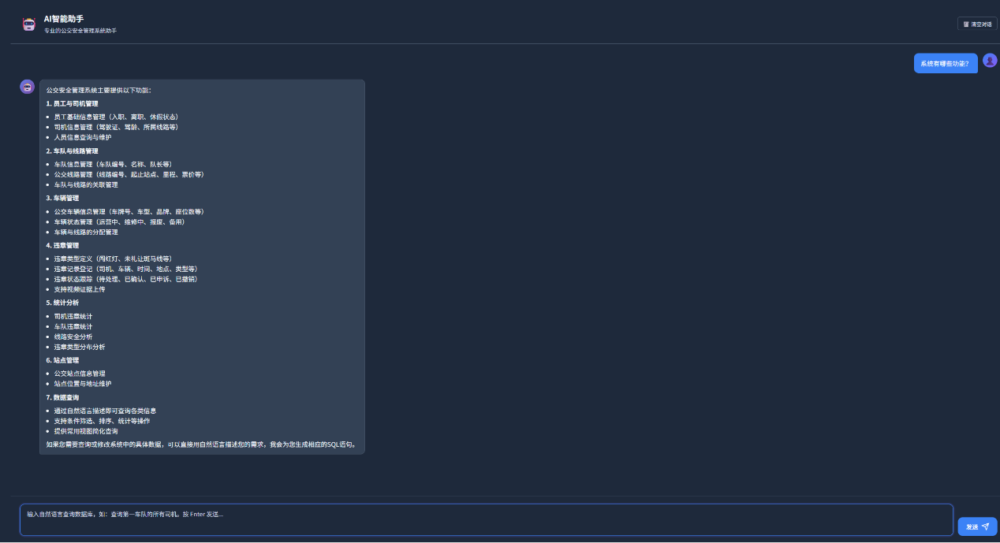 AI智能助手
专业的公交安全管理系统助手
清空对话
系统有哪些功能?
公交安全管理系统主要提供以下功能：
1. 员工与司机管理
• 员工基础信息管理（入职、离职、休假状态）
• 司机信息管理（驾驶证、驾龄、所属线路等）
• 人员信息查询与维护
2. 车队与线路管理
• 车队信息管理（车队编号、名称、队长等）
• 公交线路管理（线路编号、起止站点、里程、票价等）
• 车队与线路的关联管理
3. 车辆管理
• 公交车辆信息管理（车牌号、车型、品牌、座位数等）
• 车辆状态管理（运营中、维修中、报废、备用）
• 车辆与线路的分配管理
4. 违章管理
• 违章类型定义（闯红灯、未礼让斑马线等）
• 违章记录登记（司机、车辆、时间、地点、类型等）
• 违章状态跟踪（待处理、已确认、已申诉、已撤销）
• 支持视频证据上传
5. 统计分析
• 司机违章统计
• 车队违章统计
• 线路安全分析
• 违章类型分布分析
6. 站点管理
• 公交站点信息管理
• 站点位置与地址维护
7. 数据查询
• 通过自然语言描述即可查询各类信息
• 支持条件筛选、排序、统计等操作
• 提供常用视图简化查询
如果您需要查询或修改系统中的具体数据，可以直接用自然语言描述您的需求，我会为您生成相应的SQL语句。
输入自然语言查询数据库，如：查询第一车队的所有司机。按 Enter 发送...
发送